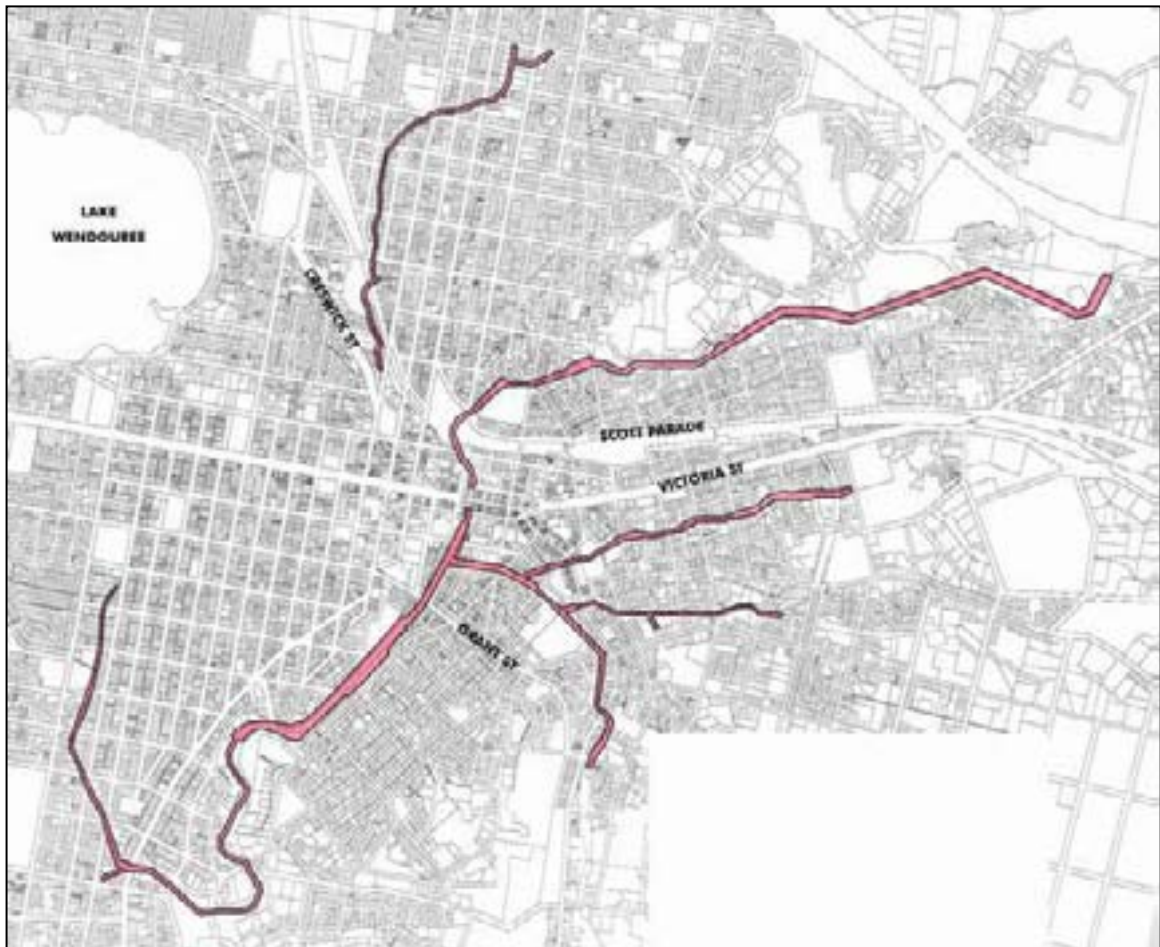 LAKE
WENDOUREE
CRESWICK ST
SCOTT PARADE
VICTORIA ST
GRANT ST